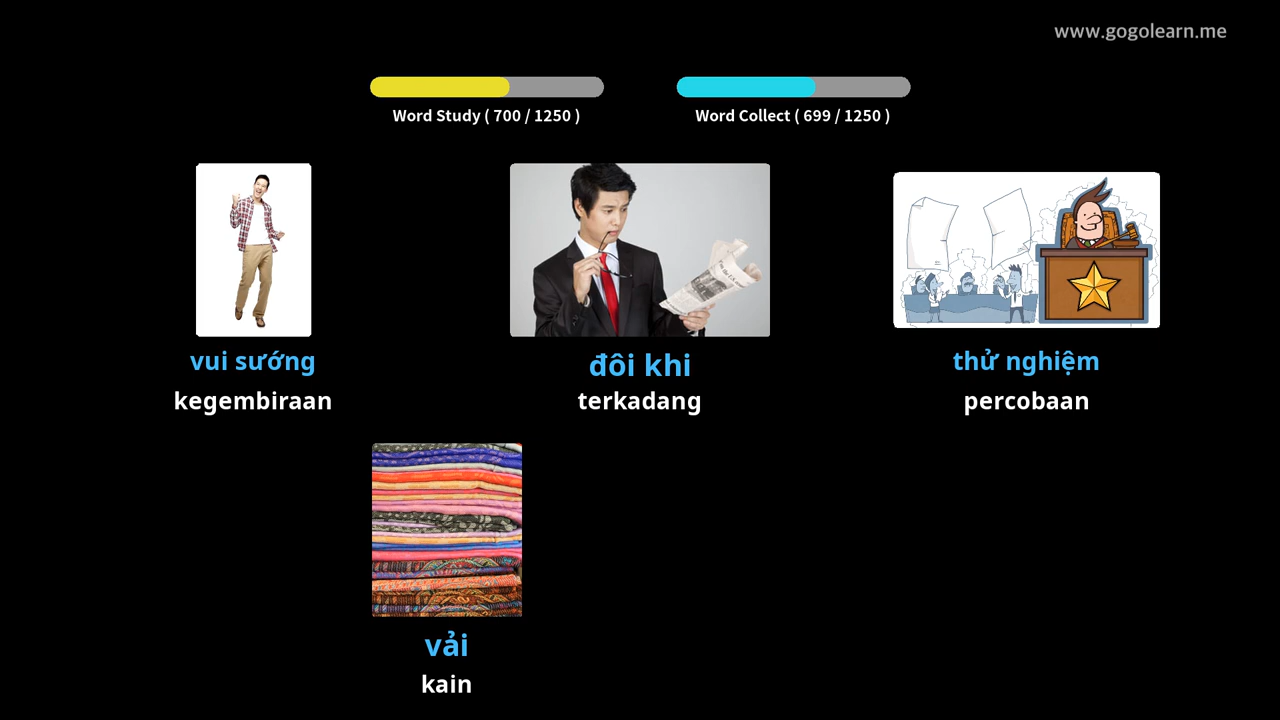 www.gogolearn.me
Word Study ( 700 / 1250 )
Word Collect ( 699 / 1250 )
vui sướng
kegembiraan
đôi khi
terkadang
thử nghiệm
percobaan
vải
kain